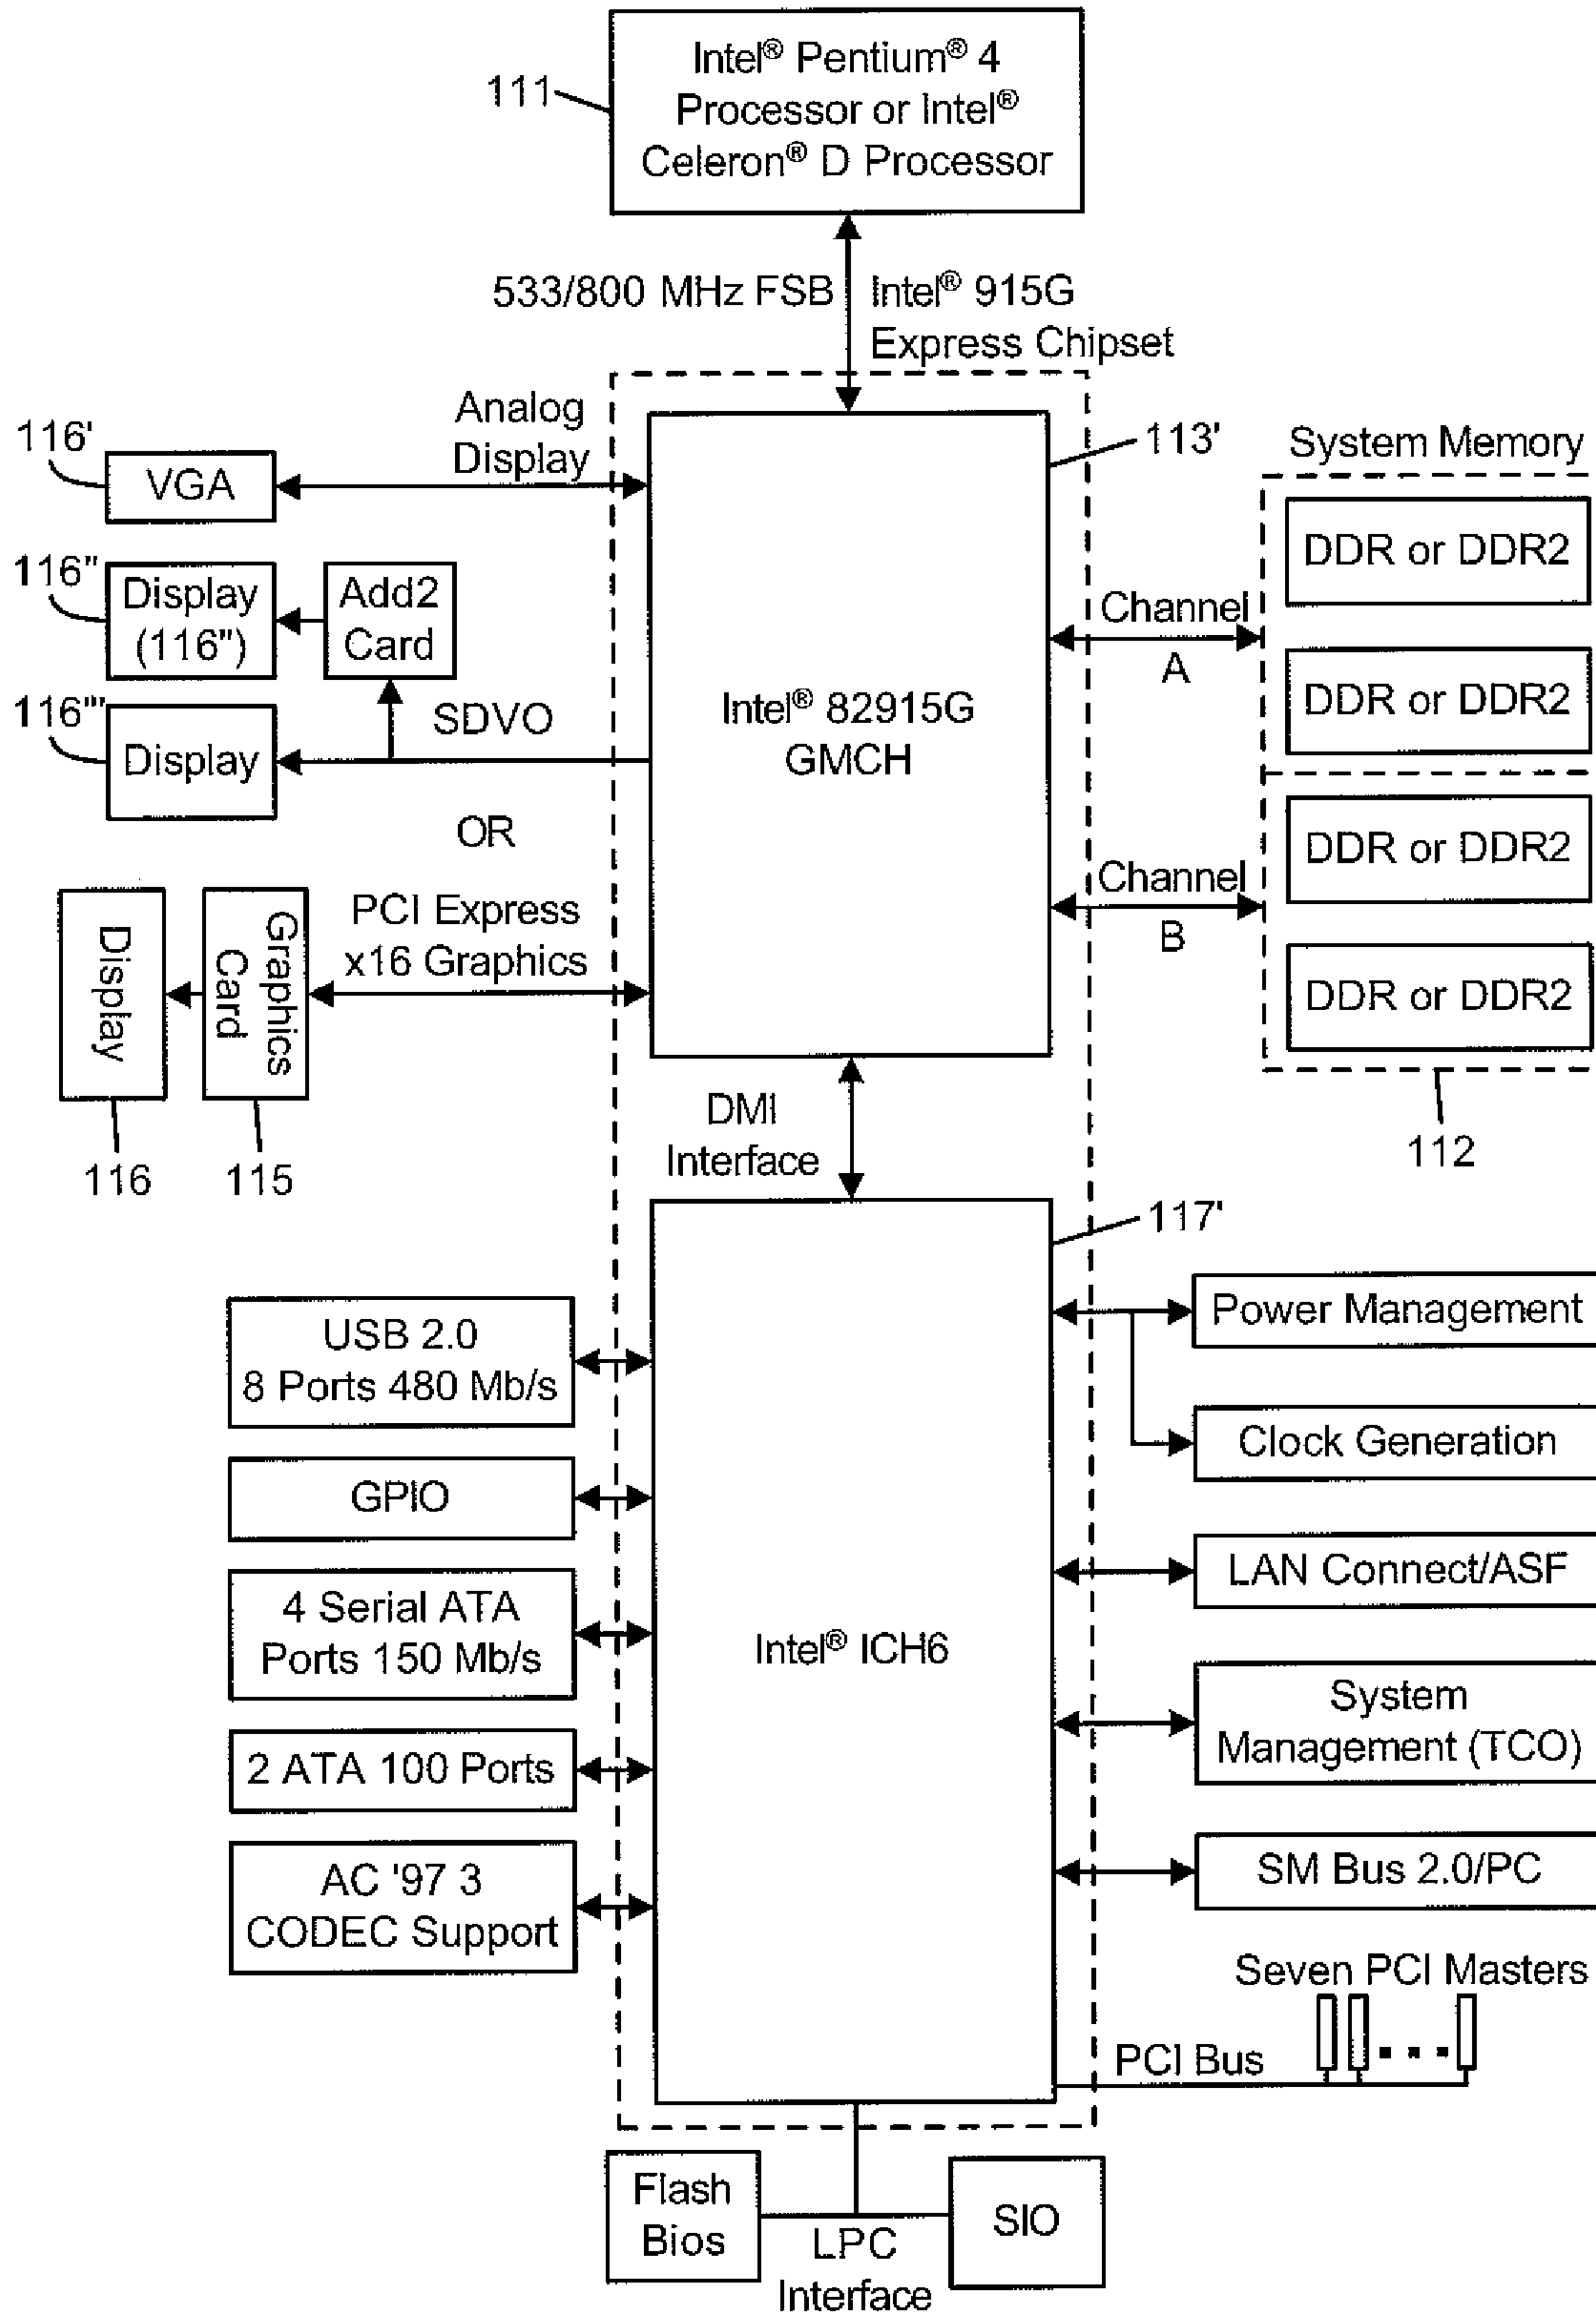 Intel® Pentium® 4
Processor or Intel®
Celeron® D Processor
111
533/800 MHz FSB
Intel® 915G
Express Chipset
Analog
Display
116'
VGA
113'
System Memory
DDR or DDR2
116"
Display
(116")
Add2
Card
Channel
A
DDR or DDR2
116"'
Display
SDVO
Intel® 82915G
GMCH
OR
DDR or DDR2
Channel
B
Display
Graphics
Card
PCI Express
x16 Graphics
DDR or DDR2
116
115
DMI
Interface
112
117'
USB 2.0
8 Ports 480 Mb/s
Power Management
GPIO
Clock Generation
4 Serial ATA
Ports 150 Mb/s
LAN Connect/ASF
Intel® ICH6
2 ATA 100 Ports
System
Management (TCO)
AC '97 3
CODEC Support
SM Bus 2.0/PC
Seven PCI Masters
PCI Bus
Flash
Bios
LPC
Interface
SIO